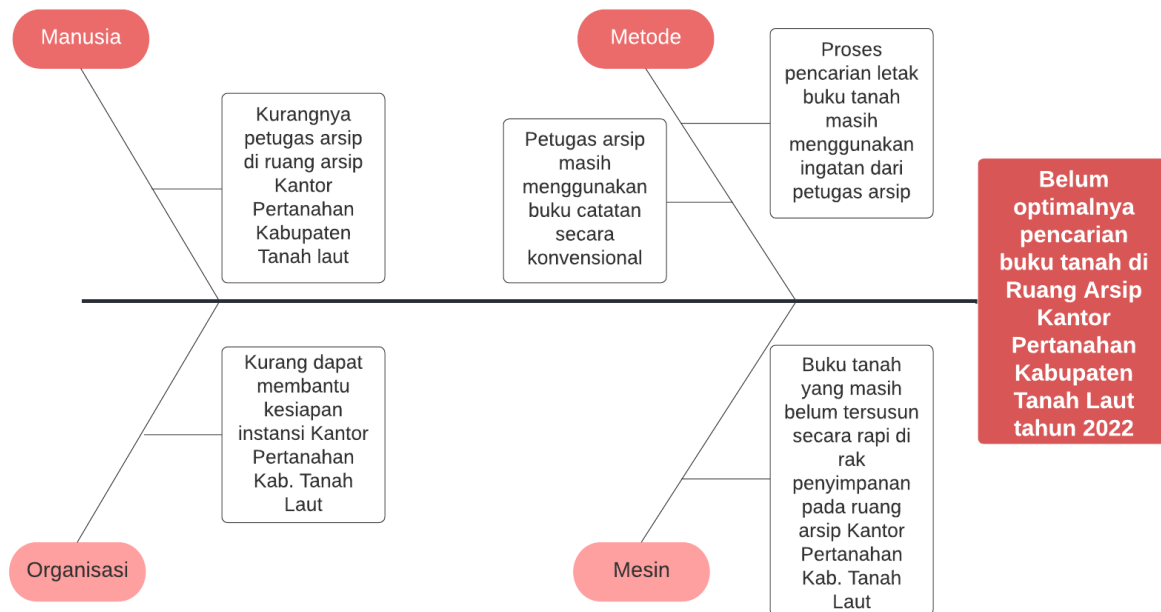 Manusia
Kurangnya
petugas arsip
di ruang arsip
Kantor
Pertanahan
Kabupaten
Tanah laut
Metode
Petugas arsip
masih
menggunakan
buku catatan
secara
konvensional
Proses
pencarian letak
buku tanah
masih
menggunakan
ingatan dari
petugas arsip
Belum
optimalnya
pencarian
buku tanah di
Ruang Arsip
Kantor
Pertanahan
Kabupaten
Tanah Laut
tahun 2022
Kurang dapat
membantu
kesiapan
instansi Kantor
Pertanahan
Kab. Tanah
Laut
Organisasi
Buku tanah
yang masih
belum tersusun
secara rapi di
rak
penyimpanan
pada ruang
arsip Kantor
Pertanahan
Kab. Tanah
Laut
Mesin